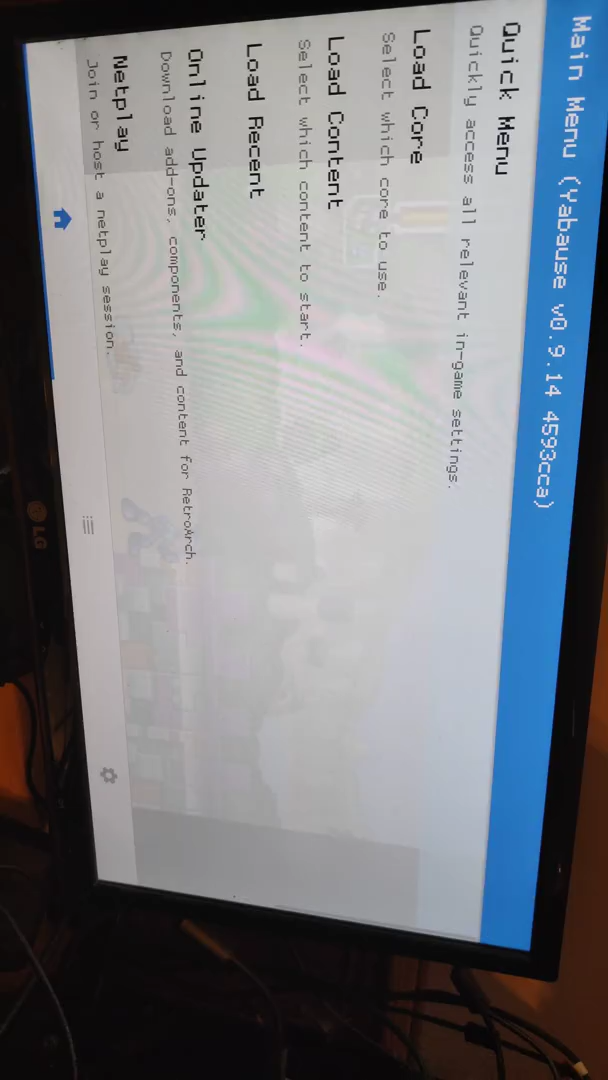 Main Menu (Yabause v0.9.14 4593cca)
Quick Menu
Quickly access all relevant in-game settings.
Load Core
Select which core to use.
Load Content
Select which content to start.
Load Recent
Online Updater
Download add-ons, components, and content for RetroArch.
Netplay
Join or host a netplay session.
LG